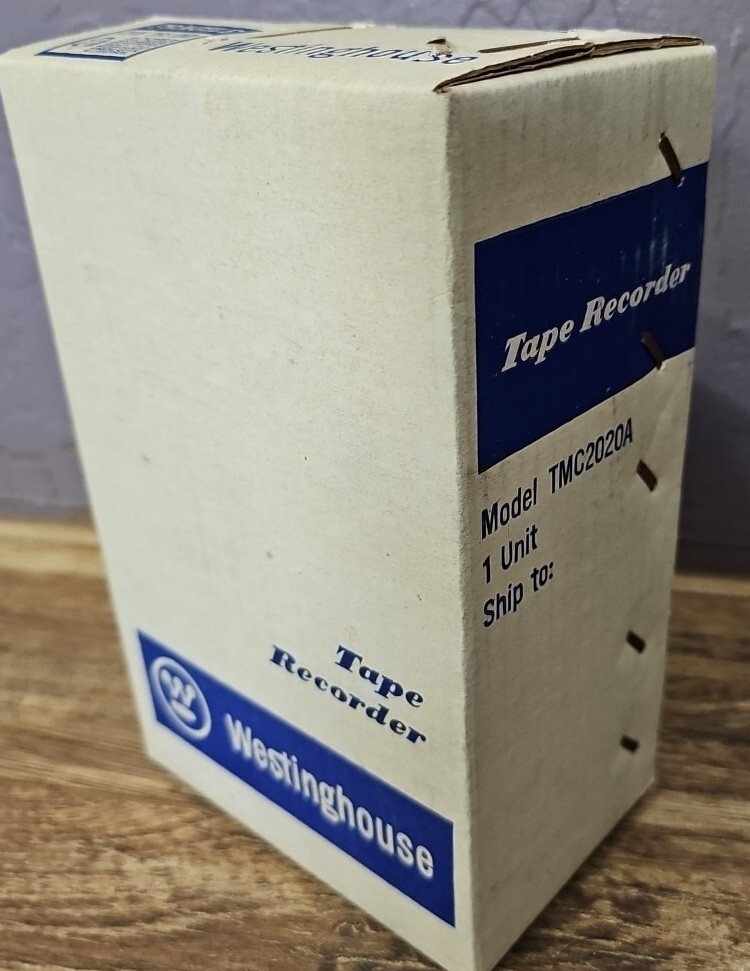 Westinghouse
Tape Recorder
Model TMC2020A
1 Unit
Ship to:
Tape
Recorder
W
Westinghouse